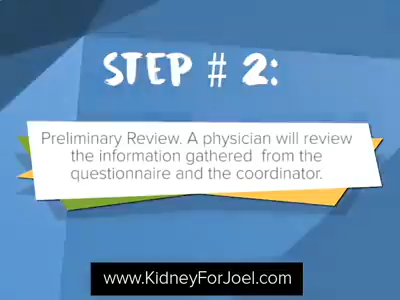 STEP # 2:
Preliminary Review. A physician will review
the information gathered from the
questionnaire and the coordinator.
www.KidneyForJoel.com